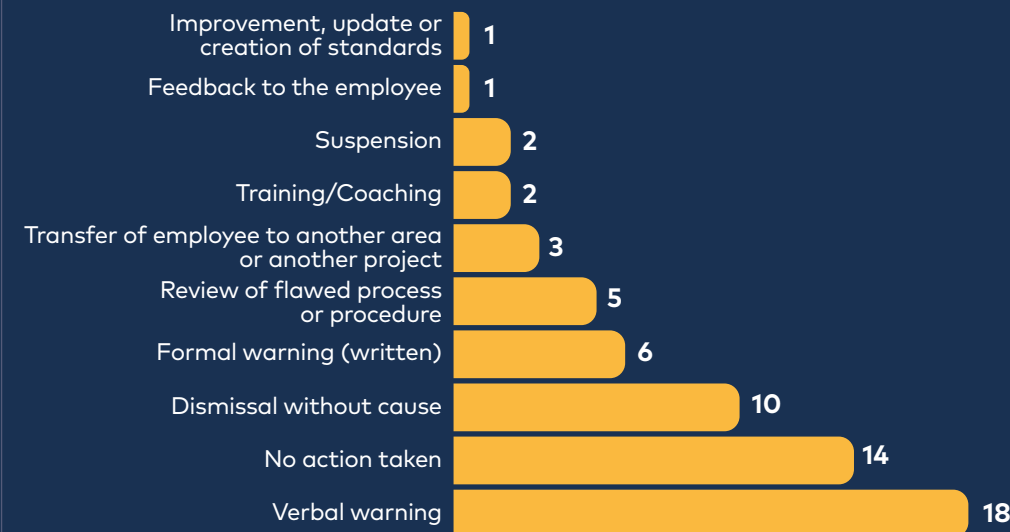 Improvement, update or
creation of standards
1
Feedback to the employee
1
Suspension
2
Training/Coaching
2
Transfer of employee to another area
or another project
3
Review of flawed process
or procedure
5
Formal warning (written)
6
Dismissal without cause
10
No action taken
14
Verbal warning
18